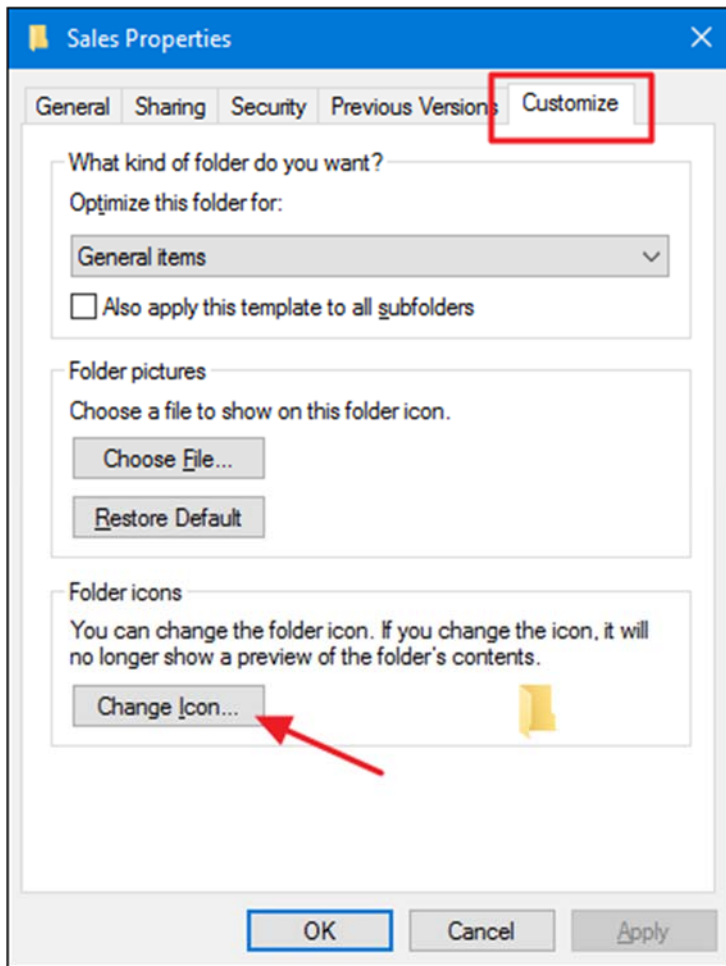 Sales Properties
General Sharing Security Previous Versions Customize
What kind of folder do you want?
Optimize this folder for:
General items
Also apply this template to all subfolders
Folder pictures
Choose a file to show on this folder icon.
Choose File...
Restore Default
Folder icons
You can change the folder icon. If you change the icon, it will
no longer show a preview of the folder's contents.
Change Icon...
OK Cancel Apply